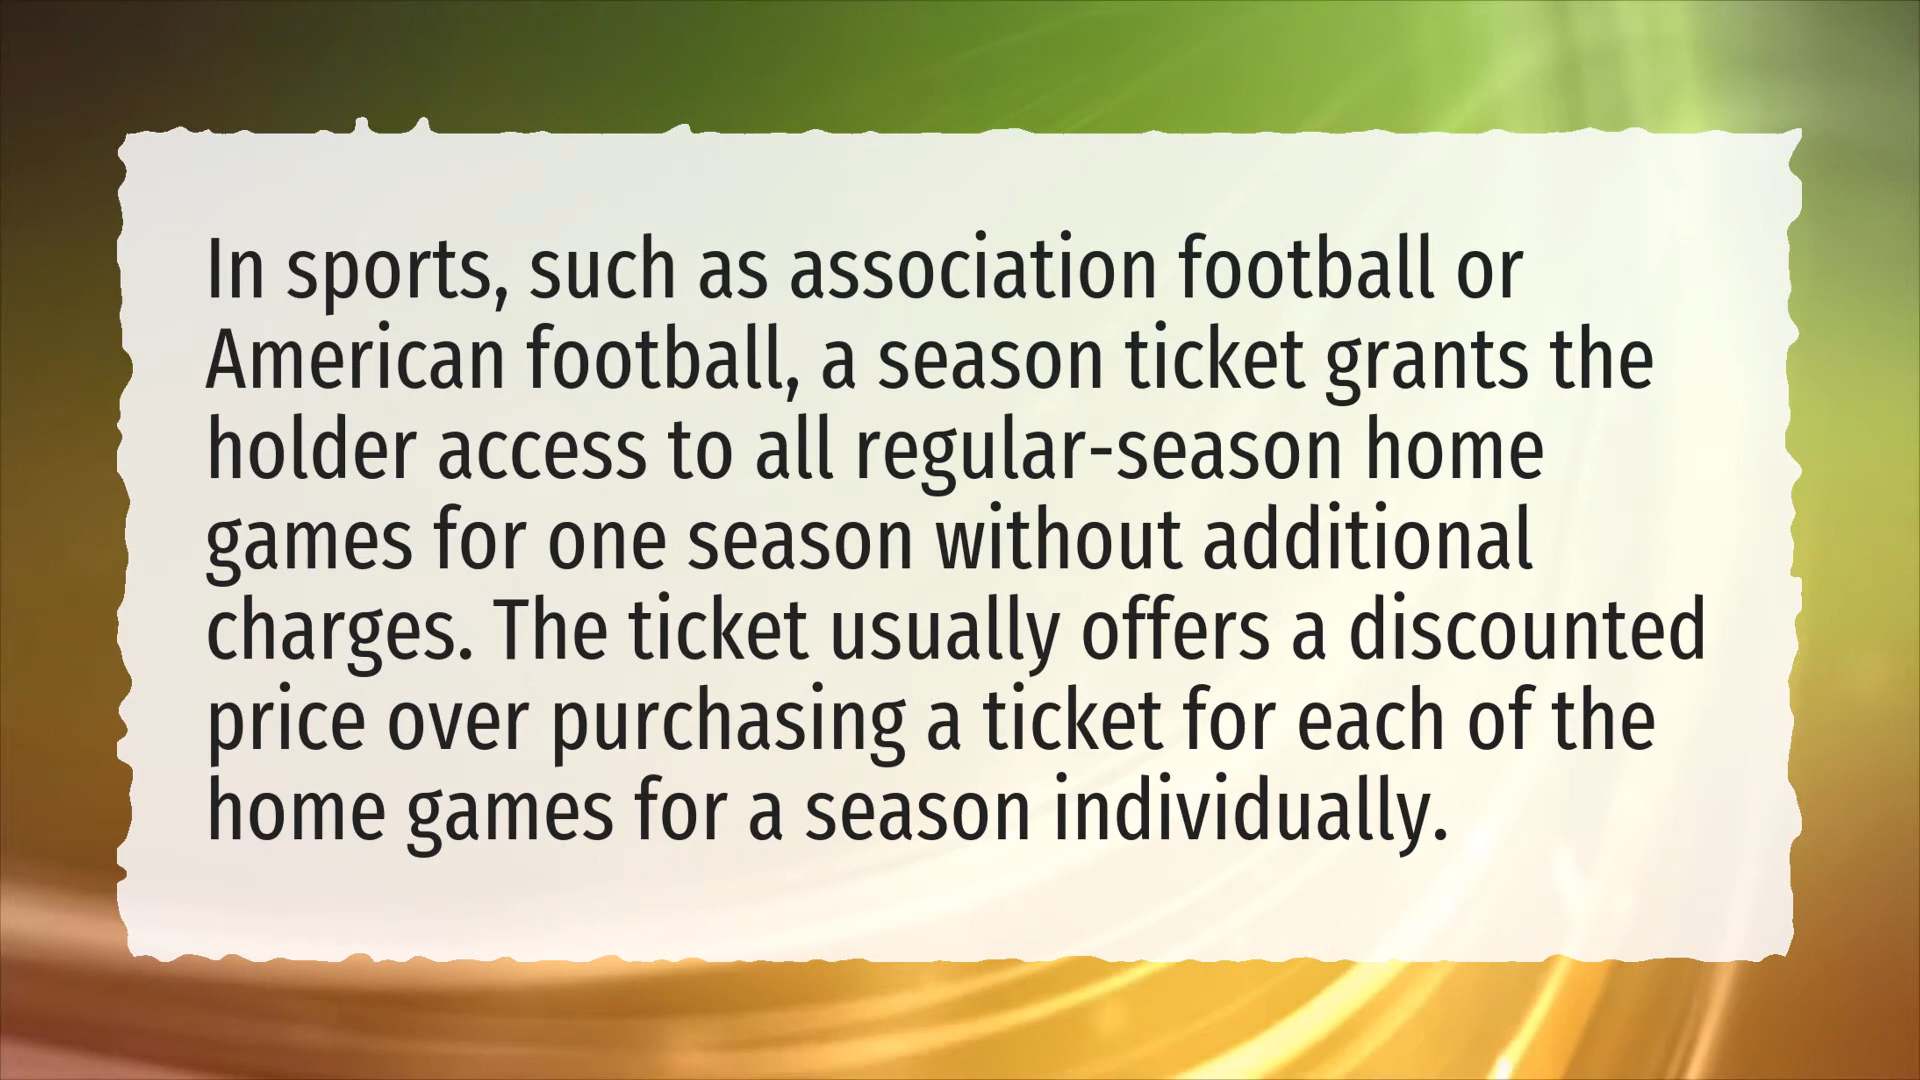 In sports, such as association football or
American football, a season ticket grants the
holder access to all regular-season home
games for one season without additional
charges. The ticket usually offers a discounted
price over purchasing a ticket for each of the
home games for a season individually.